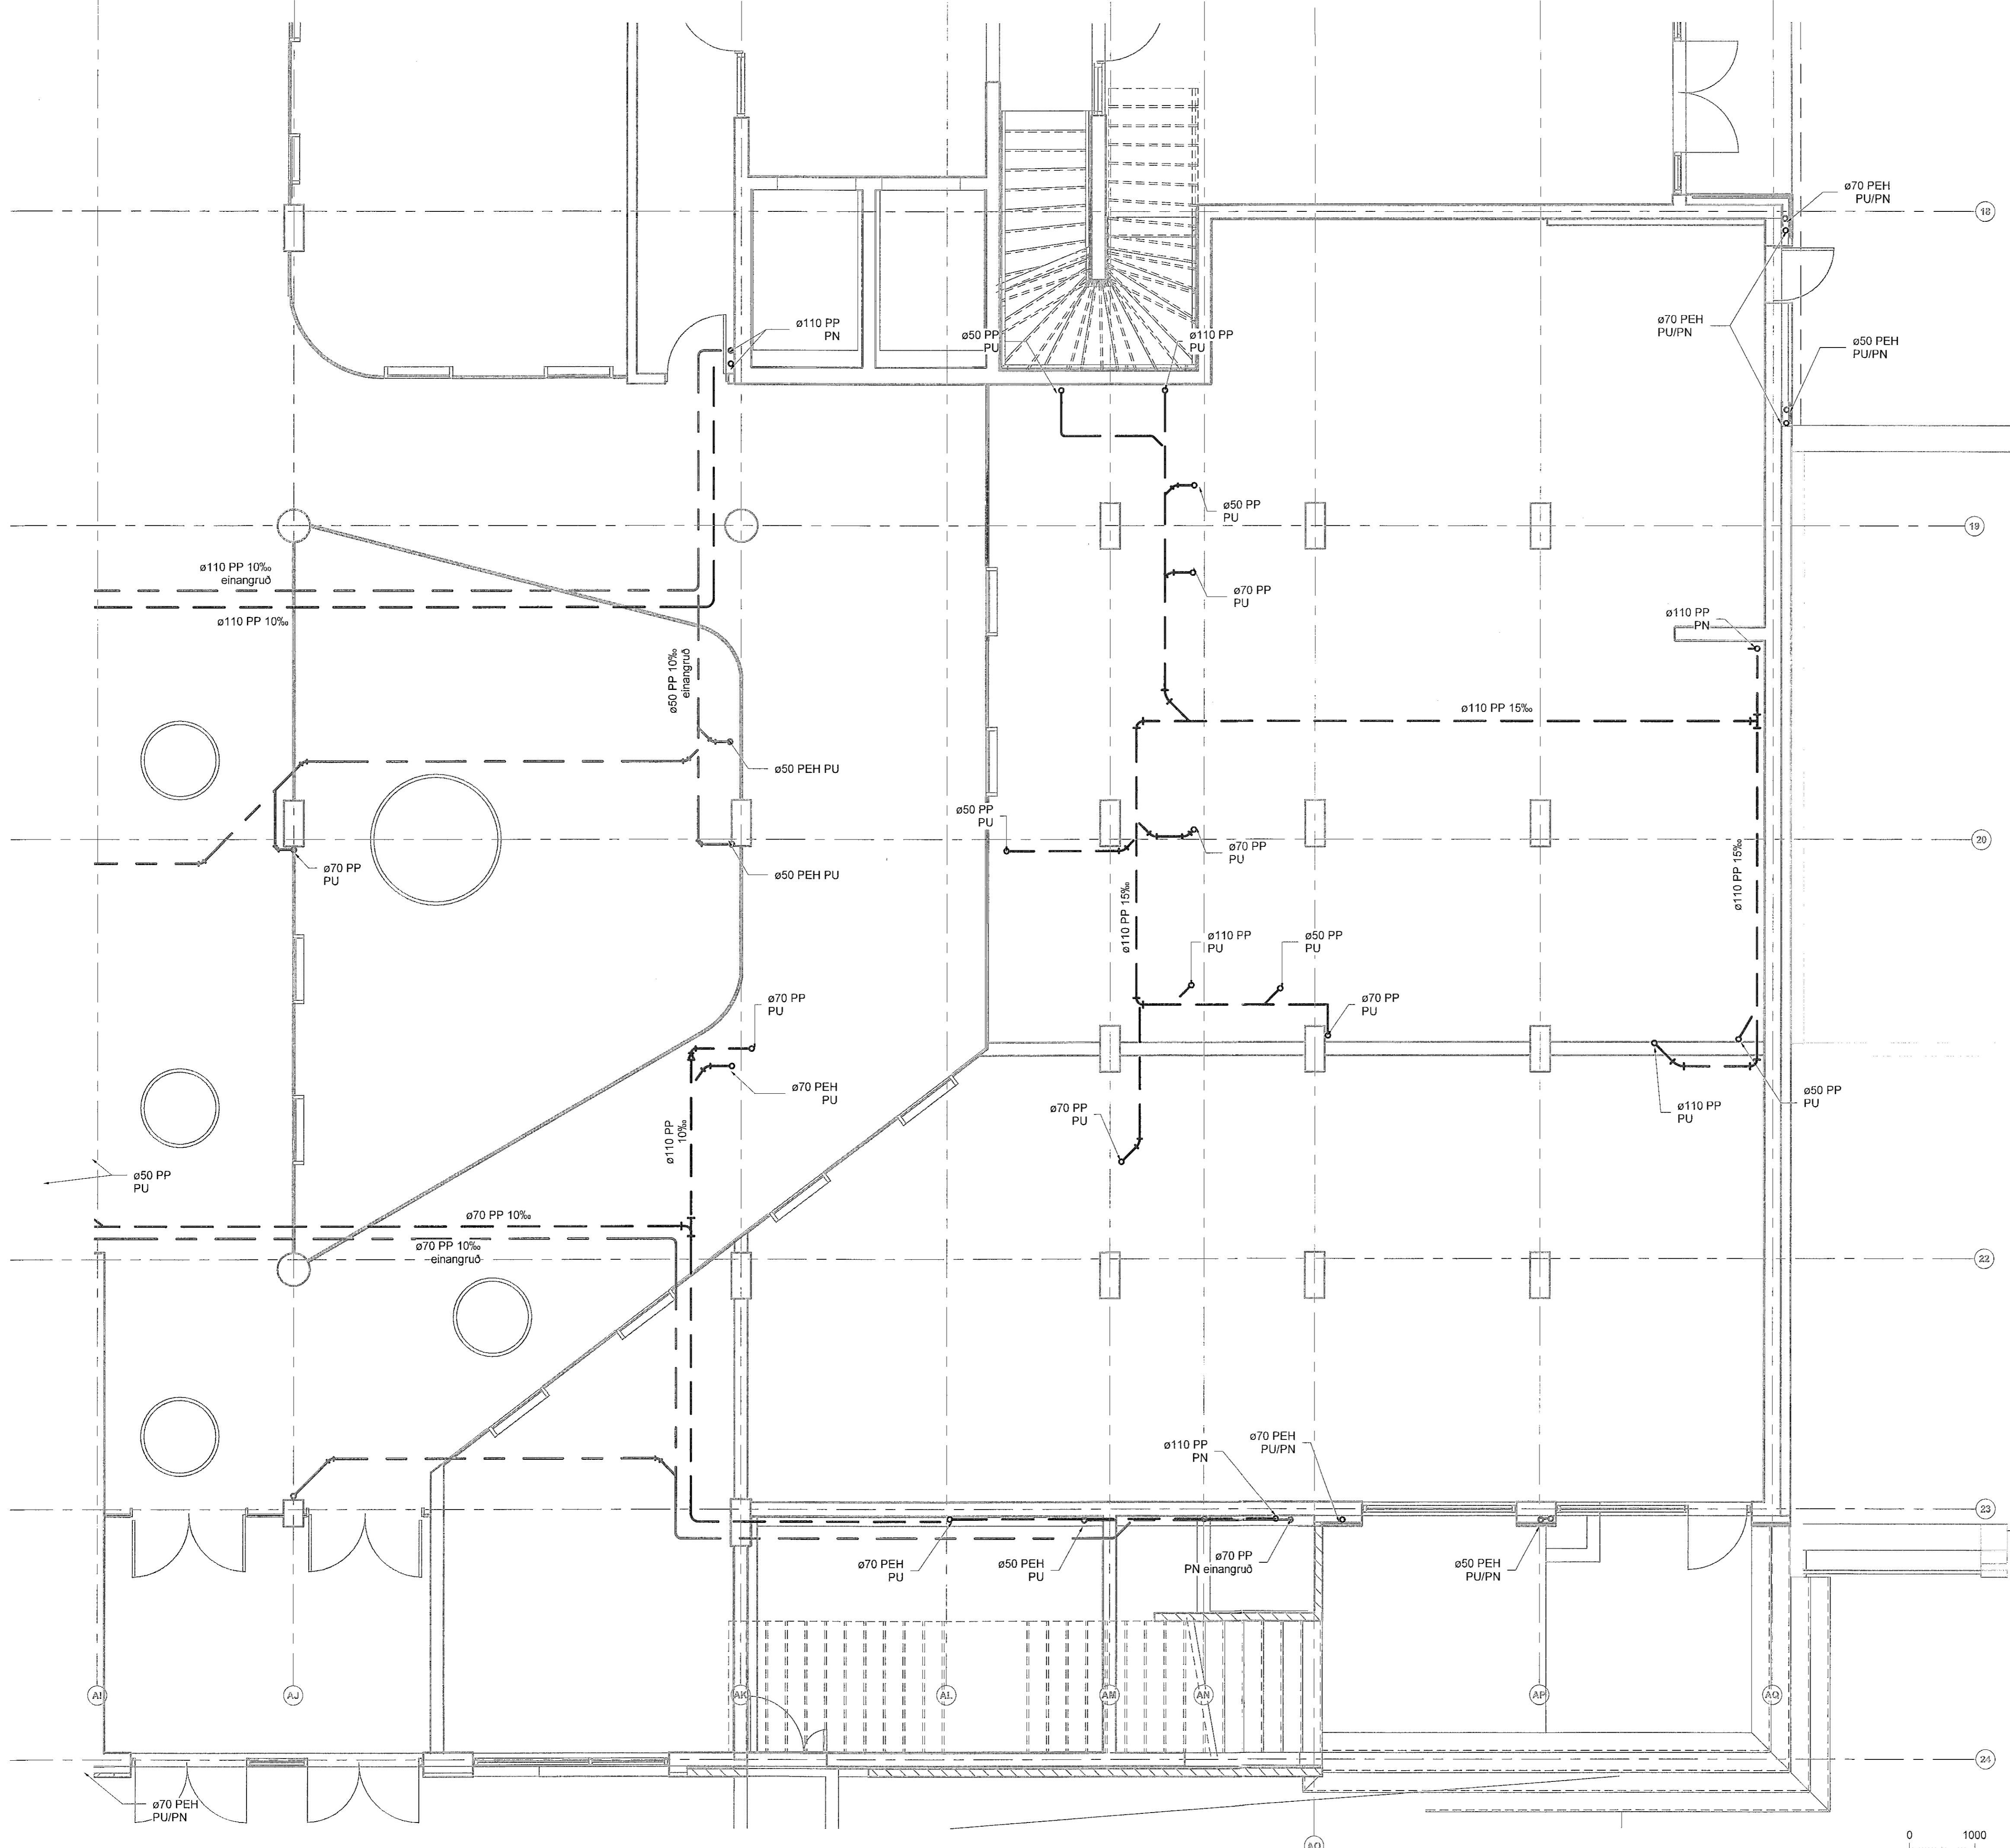 ø70 PEH
PU/PN
18
ø110 PP
PN
ø50 PP
PU
ø110 PP
PU
ø70 PEH
PU/PN
ø50 PEH
PU/PN
ø50 PP
PU
19
ø110 PP 10‰
einangruð
ø110 PP 10‰
ø70 PP
PU
ø110 PP
PN
ø50 PP 10‰
einangruð
ø110 PP 15‰
ø50 PEH PU
ø50 PP
PU
ø70 PP
PU
20
ø70 PP
PU
ø50 PEH PU
ø110 PP 15‰
ø110 PP 15‰
ø110 PP
PU
ø50 PP
PU
ø70 PP
PU
ø70 PP
PU
ø70 PEH
PU
ø110 PP
10‰
ø70 PP
PU
ø110 PP
PU
ø50 PP
PU
ø50 PP
PU
ø70 PP 10‰
ø70 PP 10‰
einangruð
22
ø110 PP
PN
ø70 PEH
PU/PN
23
ø70 PEH
PU
ø50 PEH
PU
ø70 PP
PN einangruð
ø50 PEH
PU/PN
AI
AJ
AK
AL
AM
AN
AP
AQ
24
ø70 PEH
PU/PN
AO
0 1000